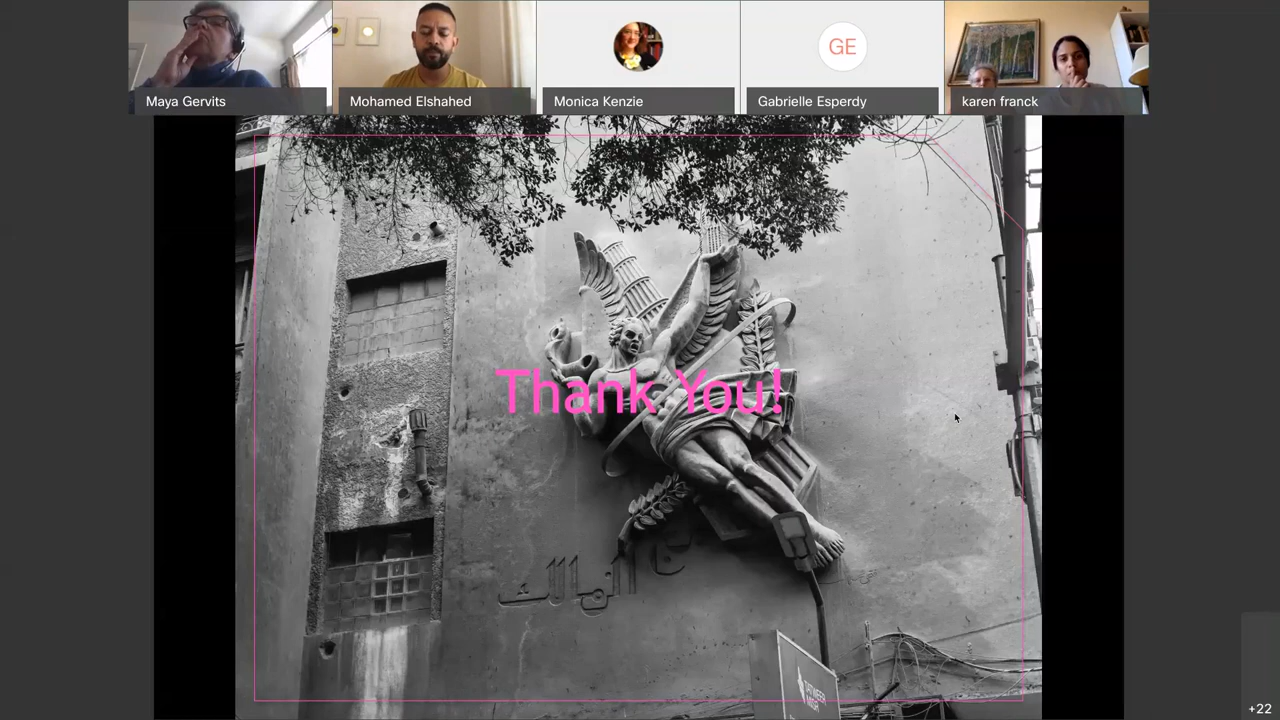 Maya Gervits
Mohamed Elshahed
Monica Kenzie
GE
Gabrielle Esperdy
karen franck
Thank You!
+22